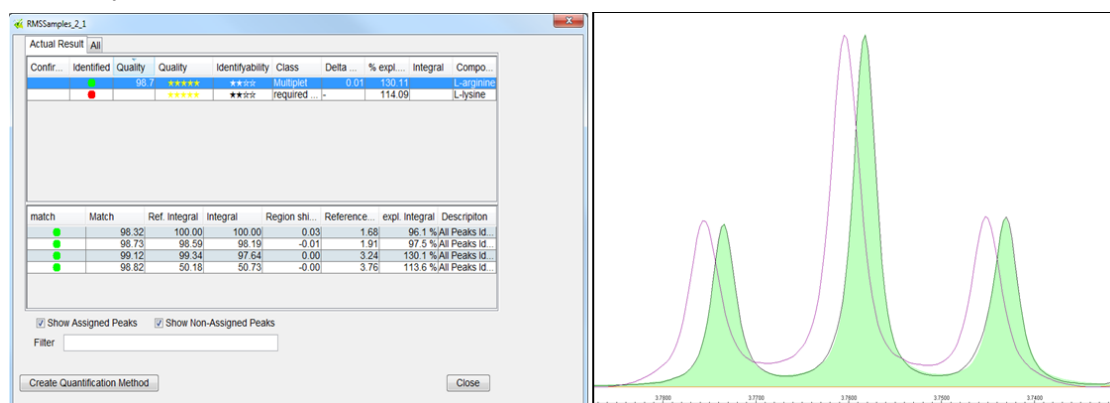 RMSSamples_2_1
Actual Result All
Confir... Identified Quality Quality Identifyability Class Delta ... % expl.... Integral Compo...
98.7 Multiplet 0.01 130.11 L-arginine
required ... - 114.09 L-lysine
match Match Ref. Integral Integral Region shi... Reference... expl. Integral Descripiton
98.32 100.00 100.00 0.03 1.68 96.1 % All Peaks Id...
98.73 98.59 98.19 -0.01 1.91 97.5 % All Peaks Id...
99.12 99.34 97.64 0.00 3.24 130.1 % All Peaks Id...
98.82 50.18 50.73 -0.00 3.76 113.6 % All Peaks Id...
Show Assigned Peaks Show Non-Assigned Peaks
Filter
Create Quantification Method Close
3.7500 3.7400